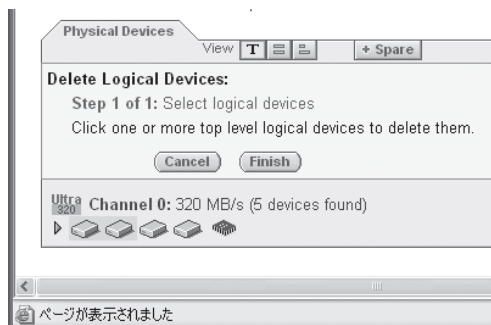 Physical Devices
View T + Spare
Delete Logical Devices:
Step 1 of 1: Select logical devices
Click one or more top level logical devices to delete them.
Cancel Finish
Ultra 320 Channel 0: 320 MB/s (5 devices found)
ページが表示されました